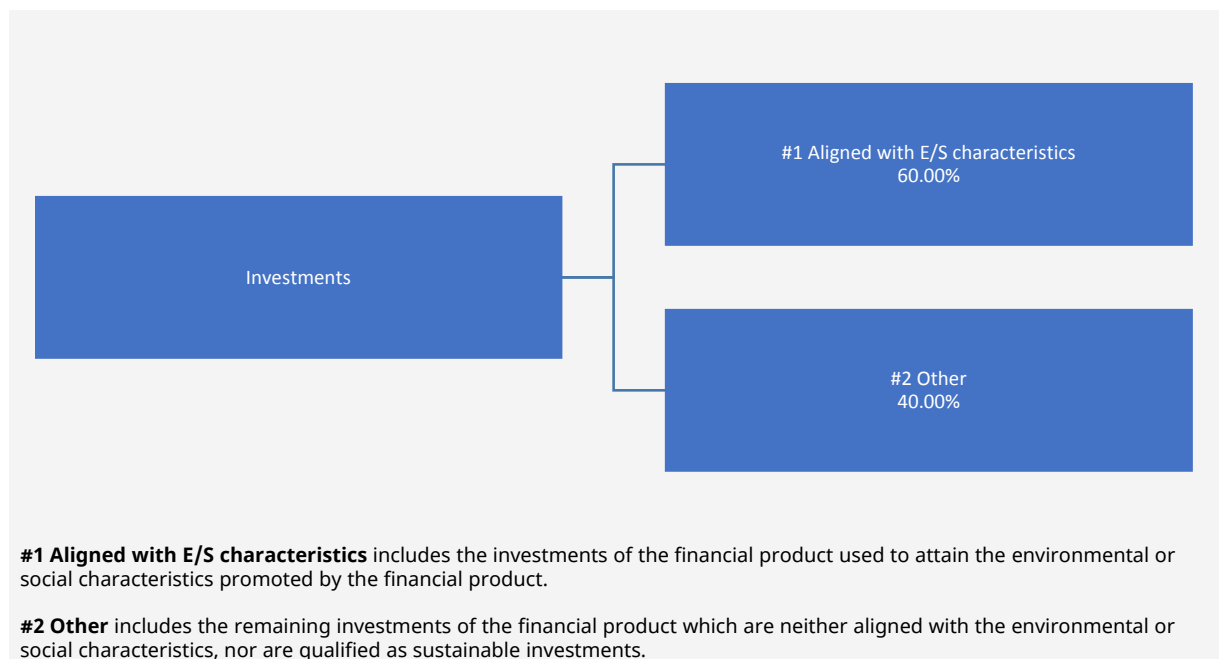 #1 Aligned with E/S characteristics
60.00%
Investments
#2 Other
40.00%
#1 Aligned with E/S characteristics includes the investments of the financial product used to attain the environmental or
social characteristics promoted by the financial product.
#2 Other includes the remaining investments of the financial product which are neither aligned with the environmental or
social characteristics, nor are qualified as sustainable investments.